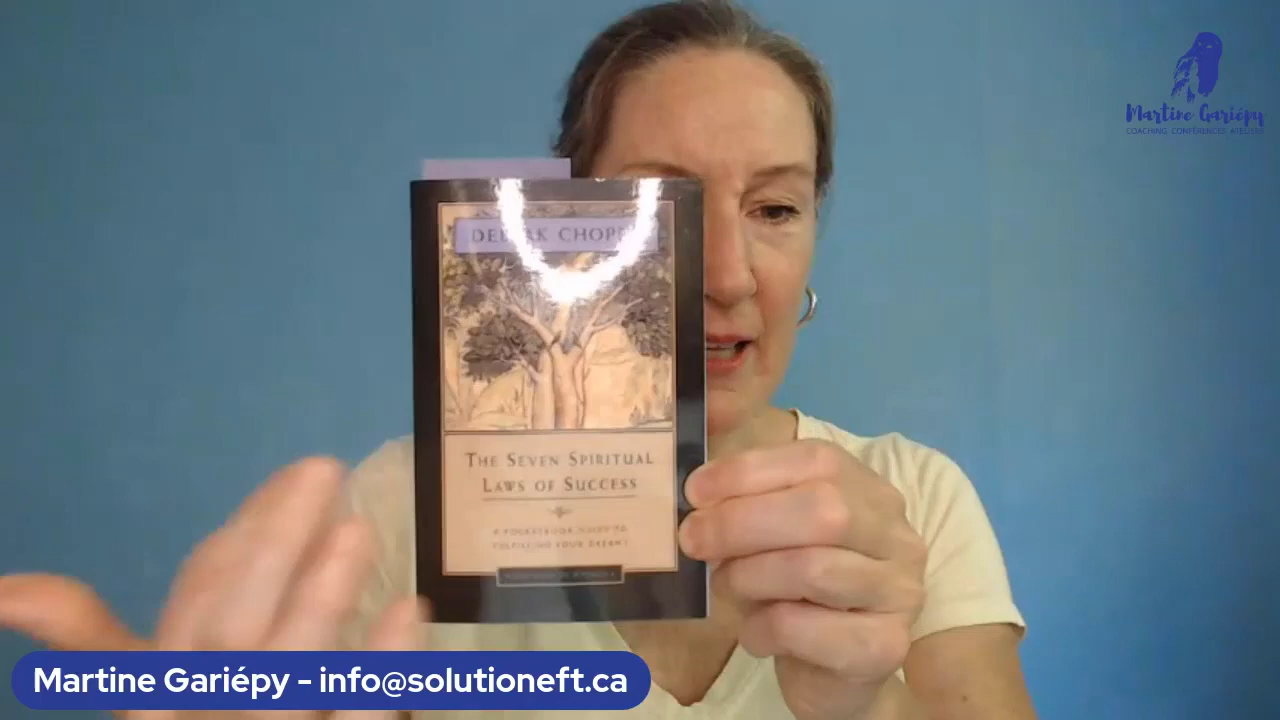 Martine Gariépy
COACHING CONFÉRENCES ATELIERS
CHOP
THE SEVEN SPIRITUAL
LAWS OF SUCCESS
A POCKETBOOK GUIDE TO
FULFILLING YOUR DREAMS
Martine Gariépy - info@solutioneft.ca